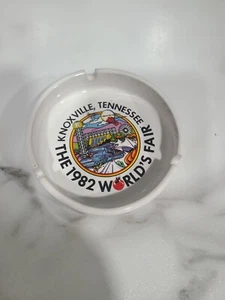 KNOXVILLE, TENNESSEE
THE 1982 WORLD'S FAIR